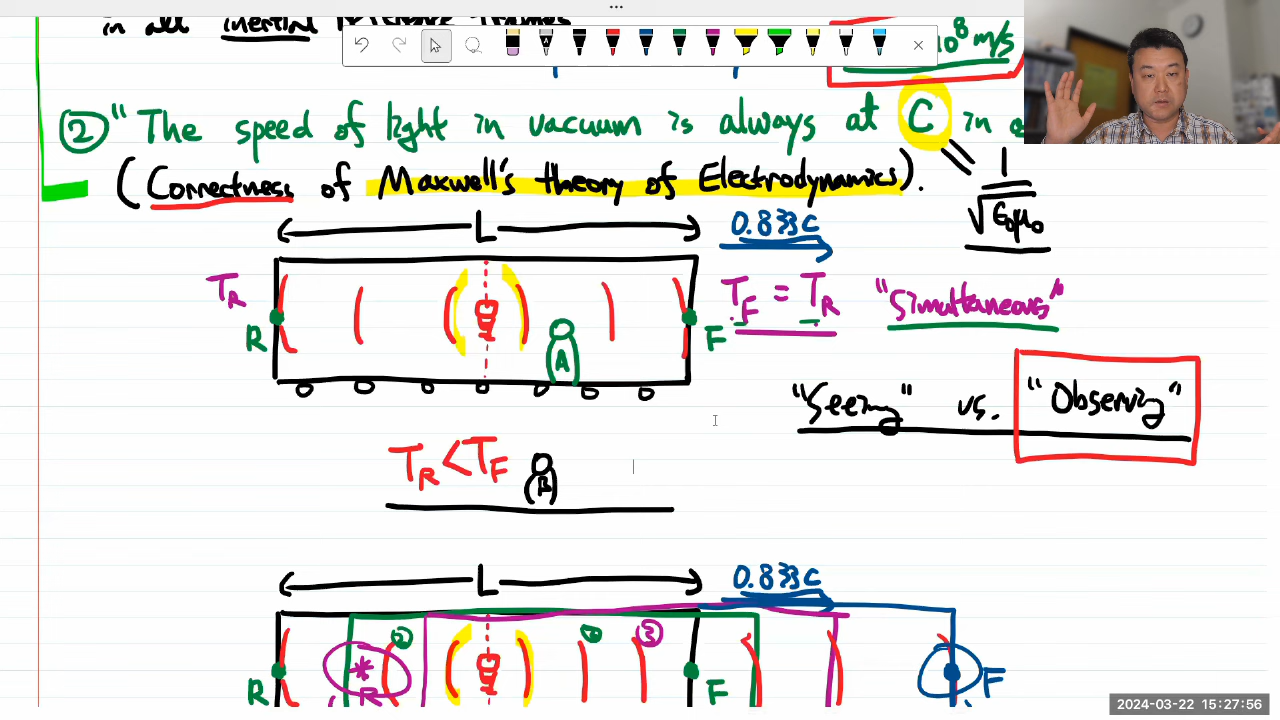 in all inertial reference frames
10⁸ m/s
② "The speed of light in vacuum is always at C in a
(Correctness of Maxwell's theory of Electrodynamics).
1
√ε₀μ₀
L
0.833c
T_R
T_F = T_R "Simultaneous"
R
F
A
"Seeing" vs. "Observing"
T_R < T_F
B
L
0.833c
R
R
F
F
2024-03-22 15:27:56